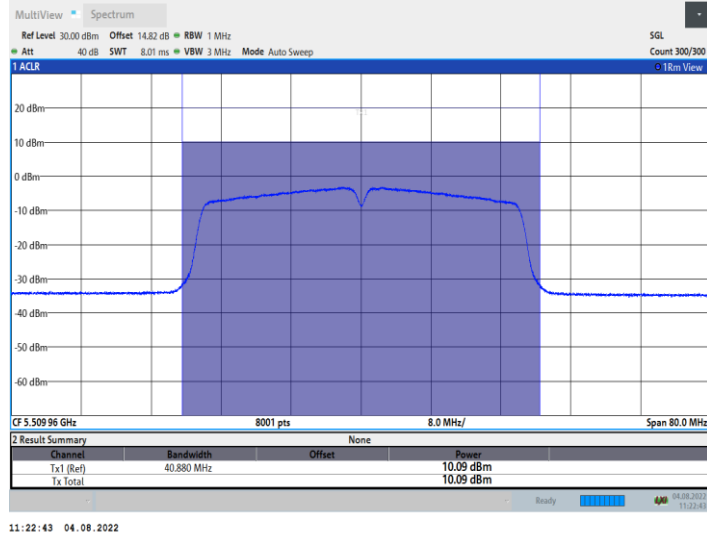 MultiView Spectrum
Ref Level 30.00 dBm Offset 14.82 dB RBW 1 MHz SGL
Att 40 dB SWT 8.01 ms VBW 3 MHz Mode Auto Sweep Count 300/300
1 ACLR 1Rm View
20 dBm
10 dBm
0 dBm
-10 dBm
-20 dBm
-30 dBm
-40 dBm
-50 dBm
-60 dBm
CF 5.509 96 GHz 8001 pts 8.0 MHz/ Span 80.0 MHz
2 Result Summary None
Channel Bandwidth Offset Power
Tx1 (Ref) 40.880 MHz 10.09 dBm
Tx Total 10.09 dBm
Ready 04.08.2022
11:22:43
11:22:43 04.08.2022